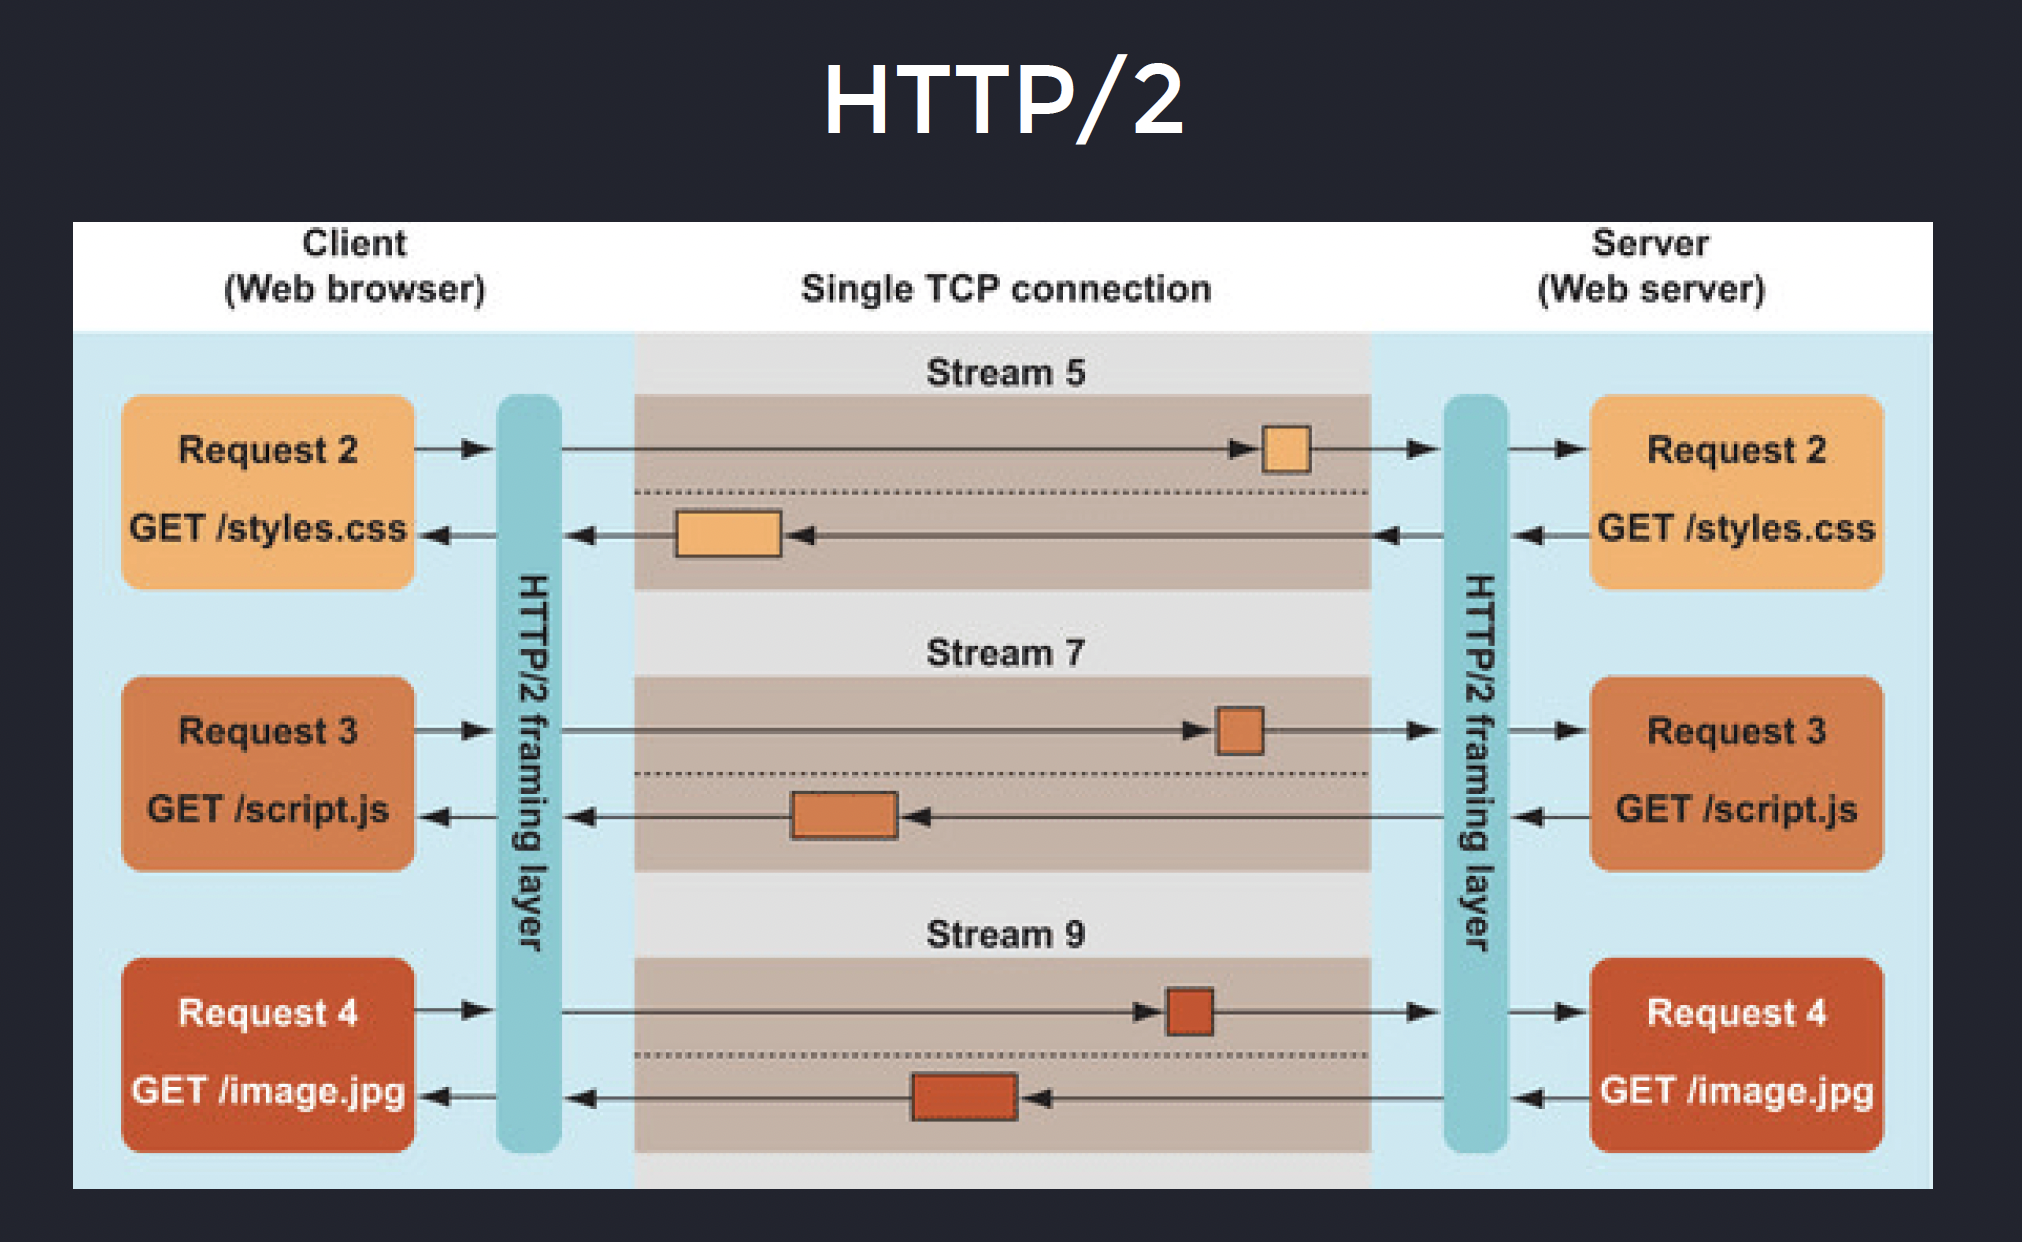 HTTP/2
Client
(Web browser)
Single TCP connection
Server
(Web server)
Stream 5
Request 2
GET /styles.css
Request 2
GET /styles.css
HTTP/2 framing layer
HTTP/2 framing layer
Stream 7
Request 3
GET /script.js
Request 3
GET /script.js
Stream 9
Request 4
GET /image.jpg
Request 4
GET /image.jpg